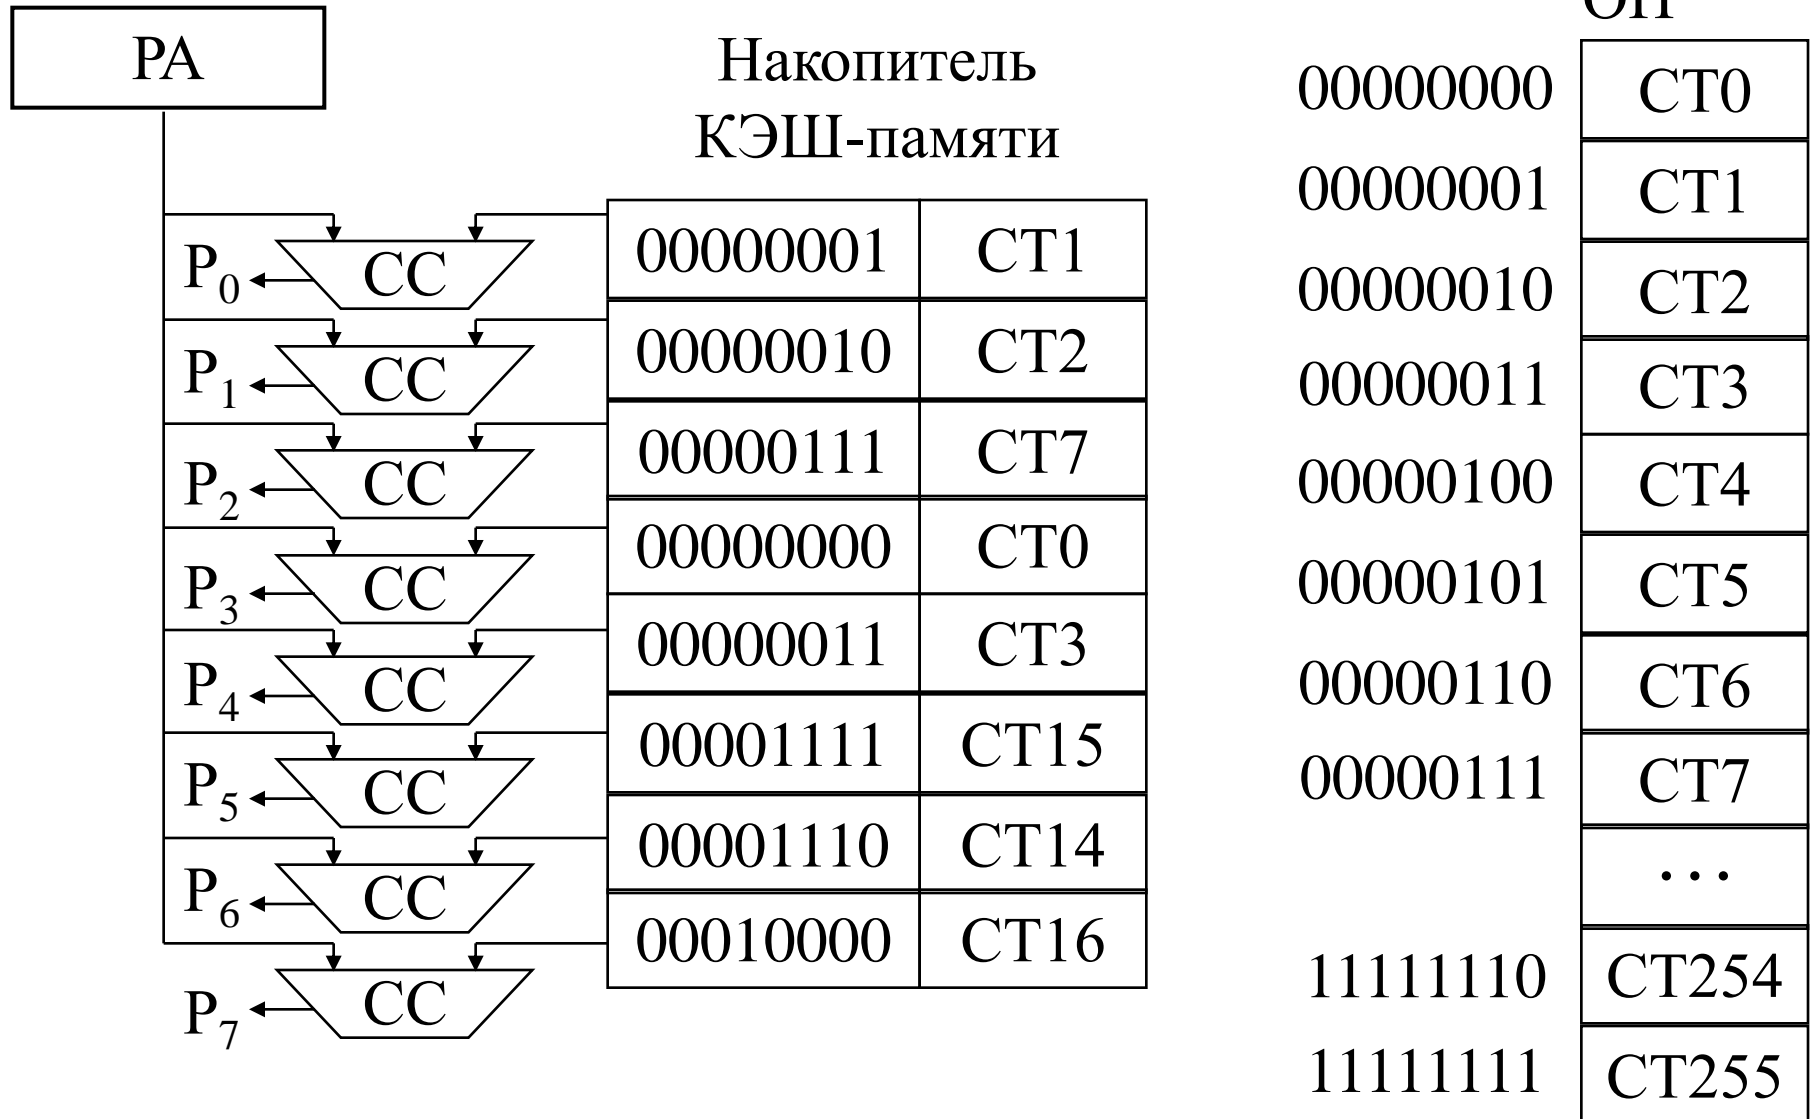 РА
Накопитель
КЭШ-памяти
P0
СС
00000001 СТ1
P1
СС
00000010 СТ2
P2
СС
00000111 СТ7
P3
СС
00000000 СТ0
P4
СС
00000011 СТ3
P5
СС
00001111 СТ15
P6
СС
00001110 СТ14
P7
СС
00010000 СТ16
ОП
00000000 СТ0
00000001 СТ1
00000010 СТ2
00000011 СТ3
00000100 СТ4
00000101 СТ5
00000110 СТ6
00000111 СТ7
…
11111110 СТ254
11111111 СТ255